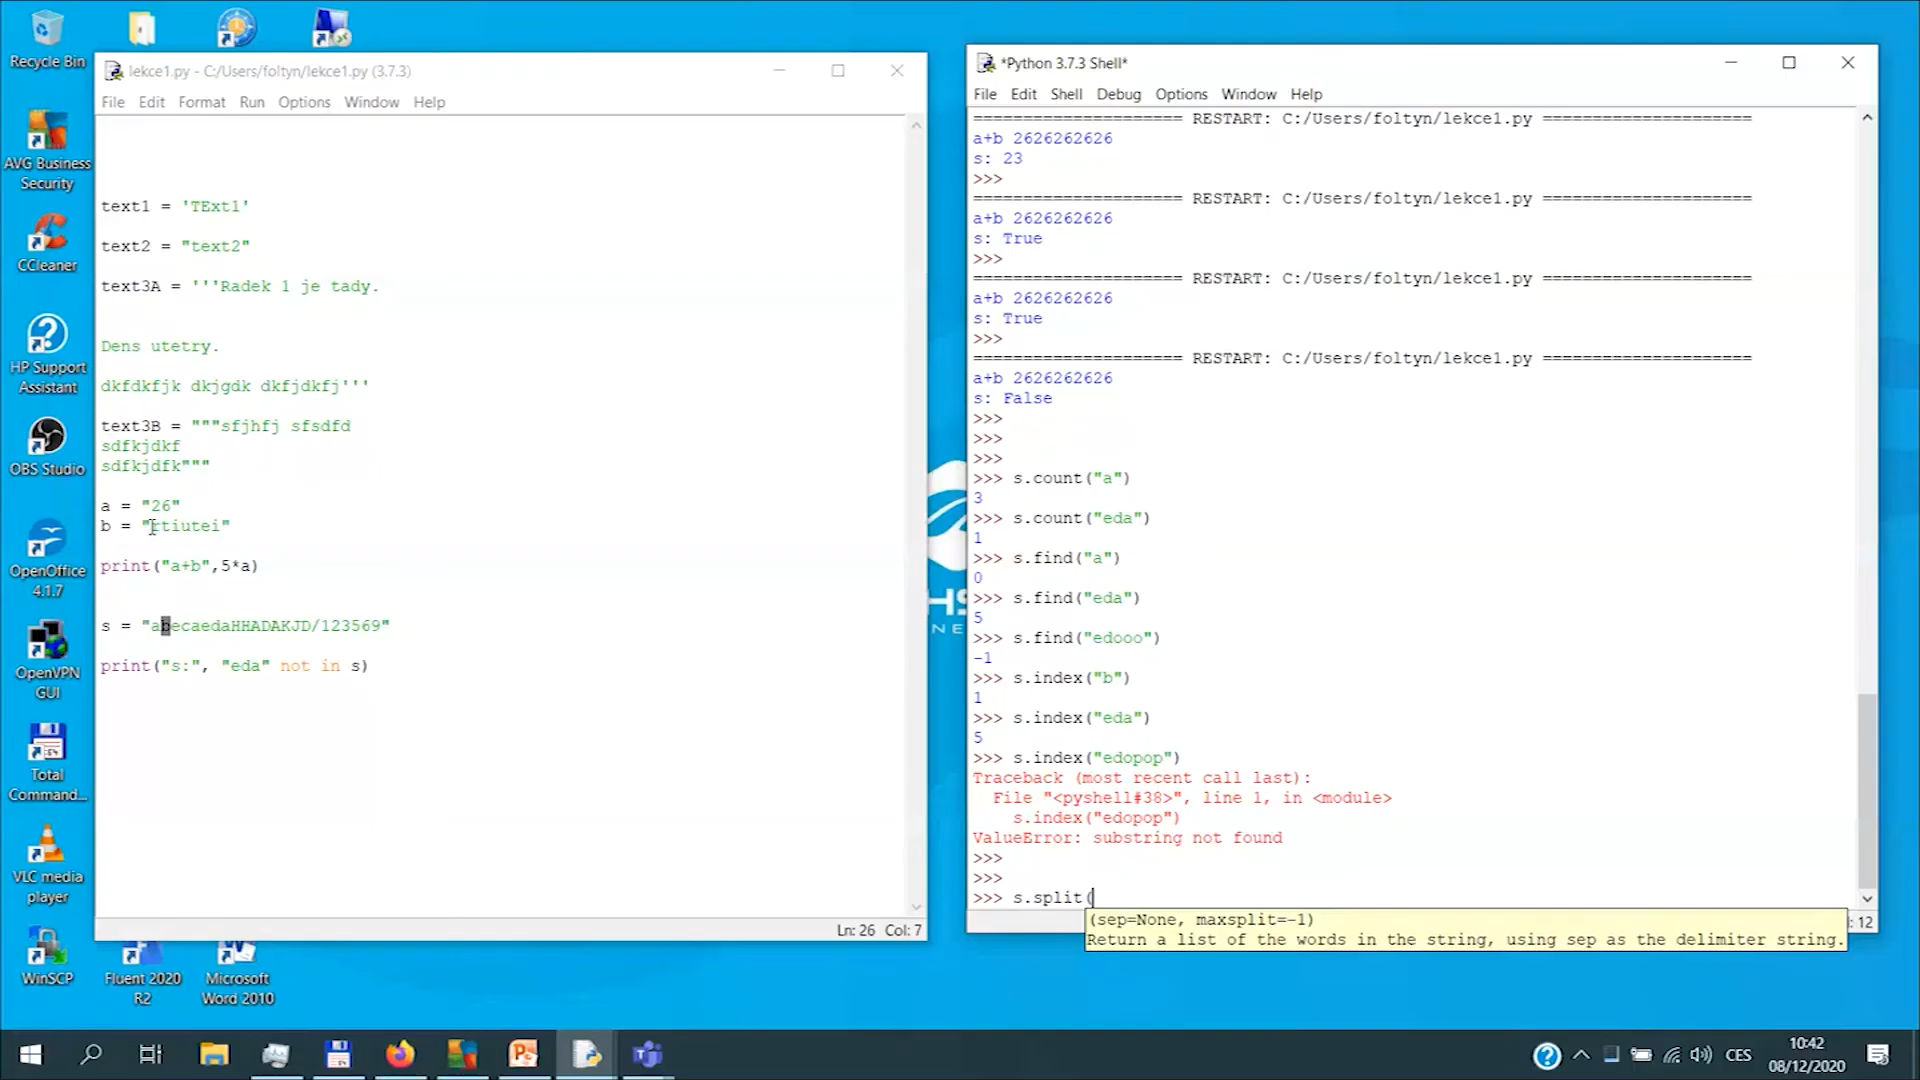 Recycle Bin
AVG Business
Security
CCleaner
HP Support
Assistant
OBS Studio
OpenOffice
4.1.7
OpenVPN
GUI
Total
Command...
VLC media
player
WinSCP
Fluent 2020
R2
Microsoft
Word 2010
lekce1.py - C:/Users/foltyn/lekce1.py (3.7.3)
File Edit Format Run Options Window Help
text1 = 'TExt1'
text2 = "text2"
text3A = '''Radek 1 je tady.
Dens utetry.
dkfdkfjk dkjgdk dkfjdkfj'''
text3B = """sfjhfj sfsdfd
sdfkjdkf
sdfkjdfk"""
a = "26"
b = "rtiutei"
print("a+b",5*a)
s = "abecaedaHHADAKJD/123569"
print("s:", "eda" not in s)
Ln: 26 Col: 7
*Python 3.7.3 Shell*
File Edit Shell Debug Options Window Help
===================== RESTART: C:/Users/foltyn/lekce1.py =====================
a+b 2626262626
s: 23
>>>
===================== RESTART: C:/Users/foltyn/lekce1.py =====================
a+b 2626262626
s: True
>>>
===================== RESTART: C:/Users/foltyn/lekce1.py =====================
a+b 2626262626
s: True
>>>
===================== RESTART: C:/Users/foltyn/lekce1.py =====================
a+b 2626262626
s: False
>>>
>>>
>>>
>>> s.count("a")
3
>>> s.count("eda")
1
>>> s.find("a")
0
>>> s.find("eda")
5
>>> s.find("edooo")
-1
>>> s.index("b")
1
>>> s.index("eda")
5
>>> s.index("edopop")
Traceback (most recent call last):
File "<pyshell#38>", line 1, in <module>
s.index("edopop")
ValueError: substring not found
>>>
>>>
>>> s.split(
(sep=None, maxsplit=-1)
Return a list of the words in the string, using sep as the delimiter string.
: 12
CES
10:42
08/12/2020